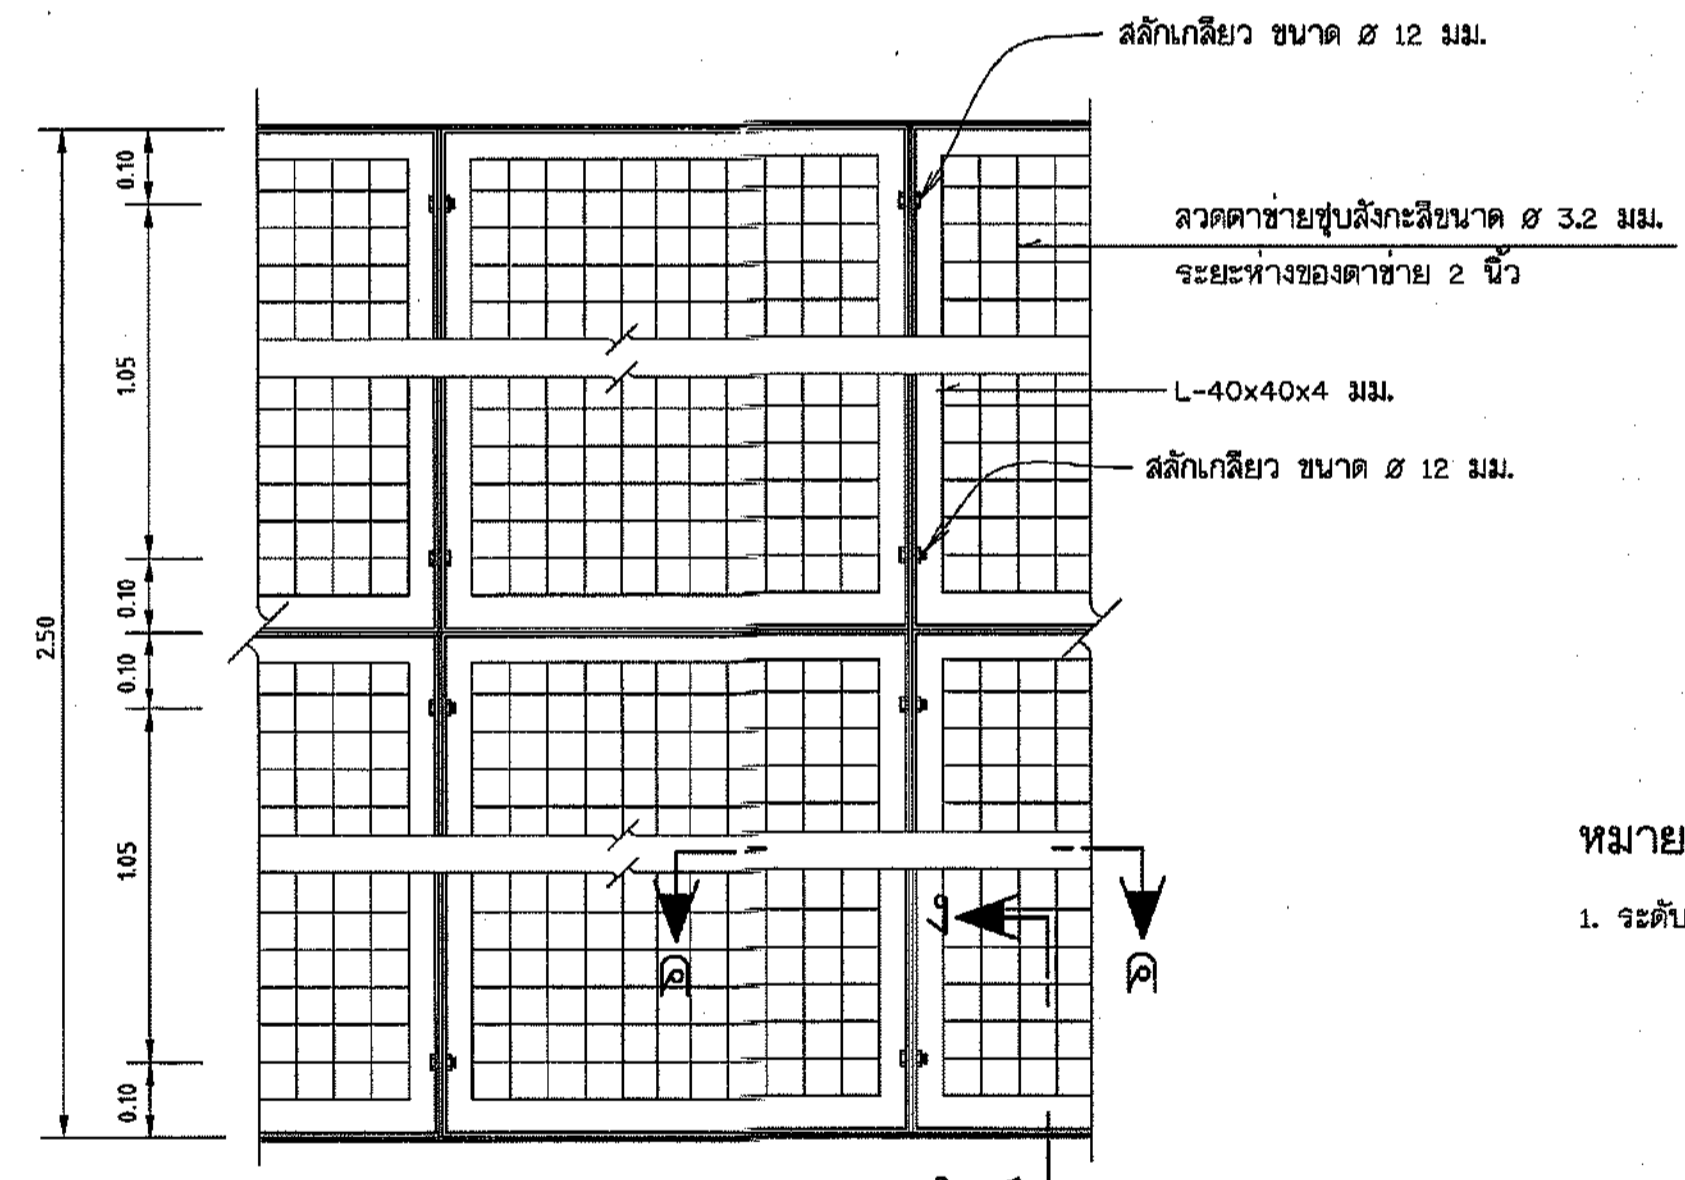 สลักเกลียว ขนาด ø 12 มม.
ลวดตาข่ายชุบสังกะสีขนาด ø 3.2 มม.
ระยะห่างของตาข่าย 2 นิ้ว
L-40x40x4 มม.
สลักเกลียว ขนาด ø 12 มม.
0.10
1.05
0.10
2.50
0.10
1.05
0.10
ค
ง
ค
หมาย
1. ระดับ